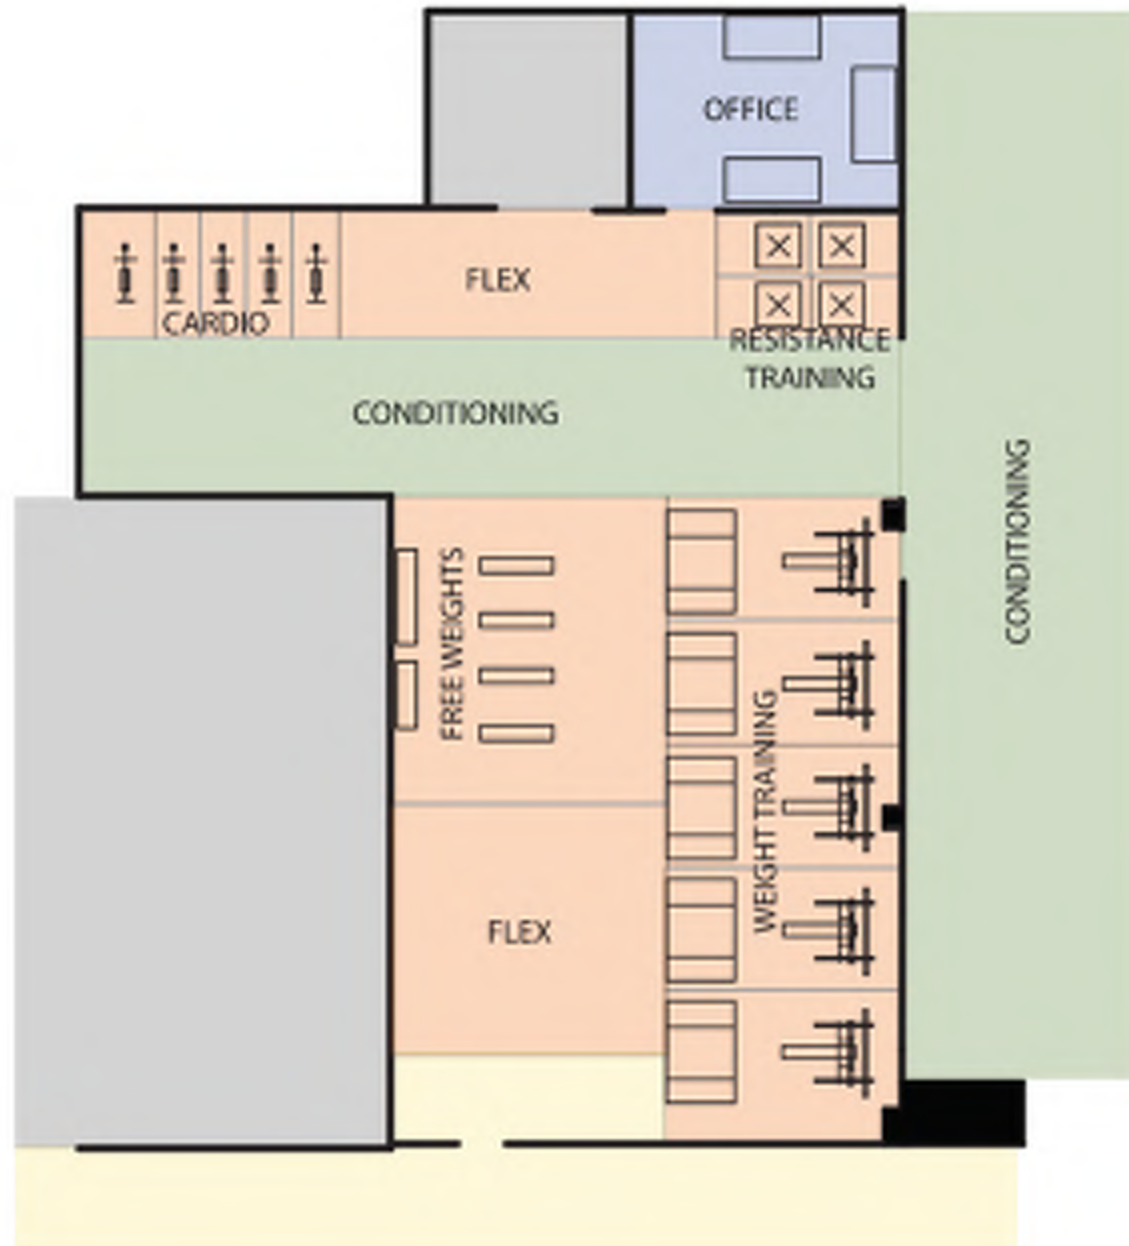 OFFICE
FLEX
CARDIO
RESISTANCE
TRAINING
CONDITIONING
CONDITIONING
FREE WEIGHTS
WEIGHT TRAINING
FLEX